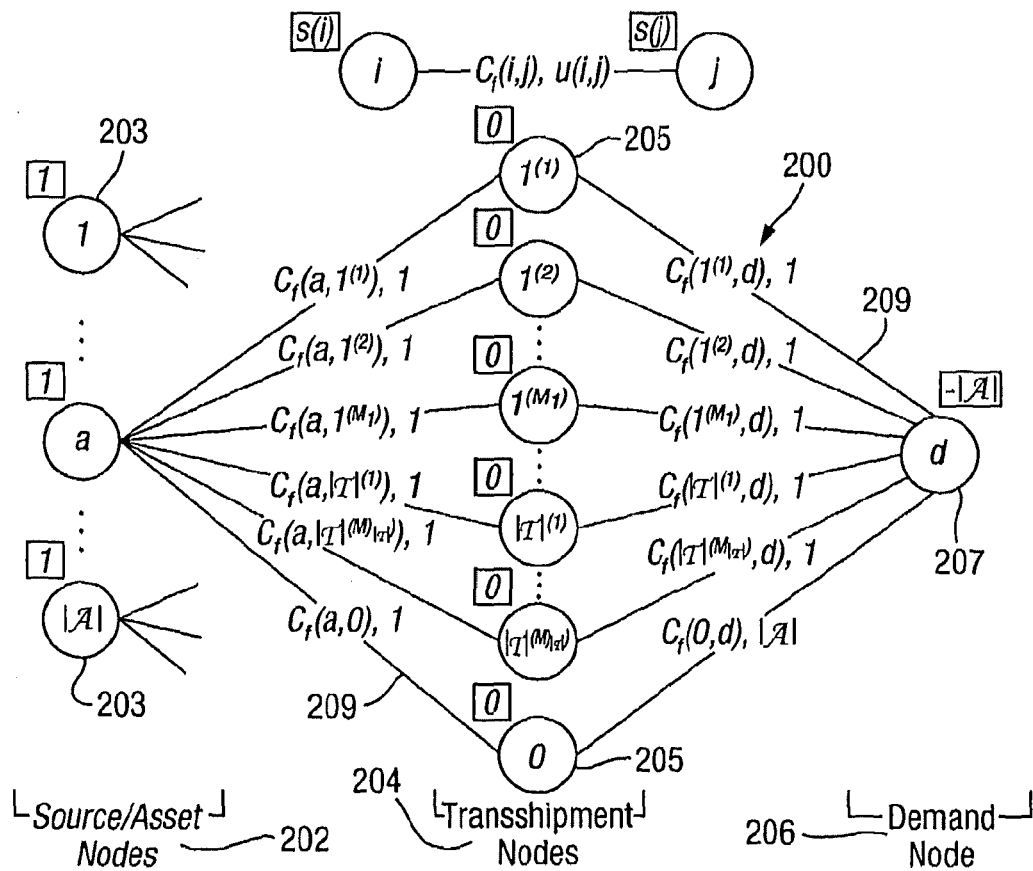 s(i) s(j)
i C_f(i,j), u(i,j) j
203
0
205
1
1^(1)
200
1
0
C_f(a,1^(1)), 1
1^(2)
C_f(1^(1),d), 1
209
0
C_f(a,1^(2)), 1
C_f(1^(2),d), 1
1
-|𝒜|
a
C_f(a,1^(M_1)), 1
1^(M_1)
C_f(1^(M_1),d), 1
d
0
C_f(a,|𝒯|^(1)), 1
|𝒯|^(1)
C_f(|𝒯|^(1),d), 1
207
1
C_f(a,|𝒯|^(M)_|𝒯|), 1
0
C_f(|𝒯|^(M_|𝒯|),d), 1
|𝒜|
C_f(a,0), 1
|𝒯|^(M)_|𝒯|)
C_f(0,d), |𝒜|
203
209
0
0
205
204
Source/Asset Transshipment Demand
Nodes 202 Nodes 206 Node